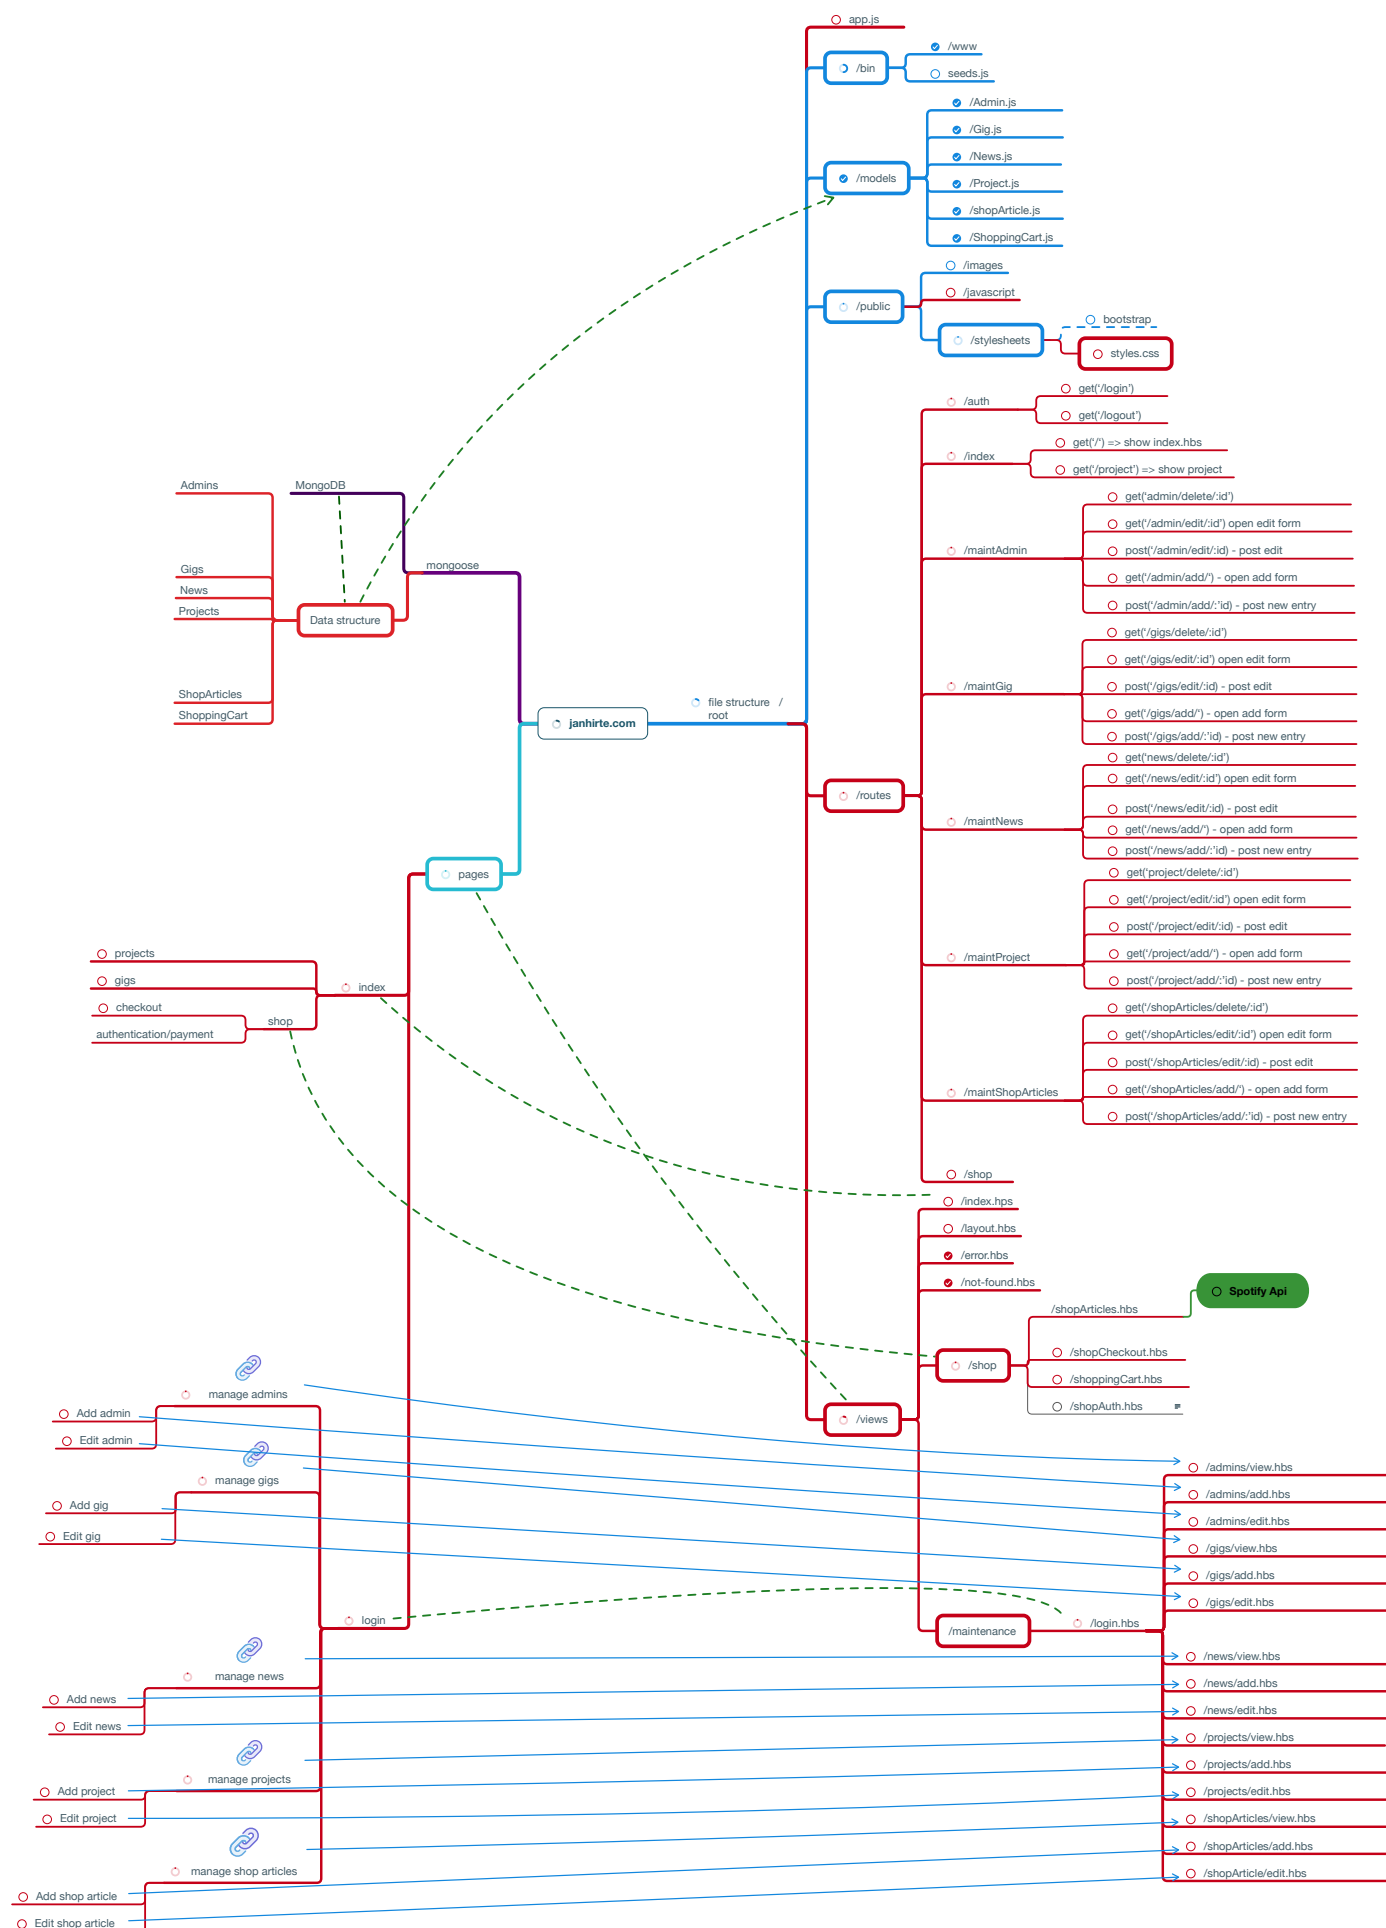 app.js
/bin
/www
seeds.js
/models
/Admin.js
/Gig.js
/News.js
/Project.js
/shopArticle.js
/ShoppingCart.js
/public
/images
/javascript
/stylesheets
bootstrap
styles.css
/auth
get('/login')
get('/logout')
/index
get('/') => show index.hbs
get('/project') => show project
/maintAdmin
get('admin/delete/:id')
get('/admin/edit/:id') open edit form
post('/admin/edit/:id) - post edit
get('/admin/add/') - open add form
post('/admin/add/:'id) - post new entry
/maintGig
get('/gigs/delete/:id')
get('/gigs/edit/:id') open edit form
post('/gigs/edit/:id) - post edit
get('/gigs/add/') - open add form
post('/gigs/add/:'id) - post new entry
/maintNews
get('news/delete/:id')
get('/news/edit/:id') open edit form
post('/news/edit/:id) - post edit
get('/news/add/') - open add form
post('/news/add/:'id) - post new entry
/maintProject
get('project/delete/:id')
get('/project/edit/:id') open edit form
post('/project/edit/:id) - post edit
get('/project/add/') - open add form
post('/project/add/:'id) - post new entry
/maintShopArticles
get('/shopArticles/delete/:id')
get('/shopArticles/edit/:id') open edit form
post('/shopArticles/edit/:id) - post edit
get('/shopArticles/add/') - open add form
post('/shopArticles/add/:'id) - post new entry
/shop
/routes
file structure /
root
janhirte.com
mongoose
MongoDB
Data structure
Admins
Gigs
News
Projects
ShopArticles
ShoppingCart
pages
index
projects
gigs
shop
checkout
authentication/payment
/views
/index.hps
/layout.hbs
/error.hbs
/not-found.hbs
/shop
/shopArticles.hbs
Spotify Api
/shopCheckout.hbs
/shoppingCart.hbs
/shopAuth.hbs
/maintenance
/login.hbs
/admins/view.hbs
/admins/add.hbs
/admins/edit.hbs
/gigs/view.hbs
/gigs/add.hbs
/gigs/edit.hbs
/news/view.hbs
/news/add.hbs
/news/edit.hbs
/projects/view.hbs
/projects/add.hbs
/projects/edit.hbs
/shopArticles/view.hbs
/shopArticles/add.hbs
/shopArticle/edit.hbs
login
manage admins
Add admin
Edit admin
manage gigs
Add gig
Edit gig
manage news
Add news
Edit news
manage projects
Add project
Edit project
manage shop articles
Add shop article
Edit shop article